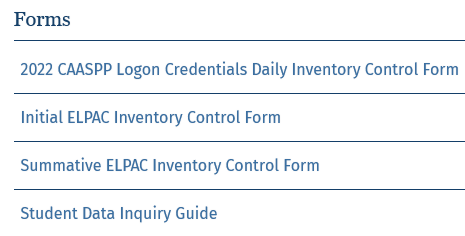 Forms
2022 CAASPP Logon Credentials Daily Inventory Control Form
Initial ELPAC Inventory Control Form
Summative ELPAC Inventory Control Form
Student Data Inquiry Guide